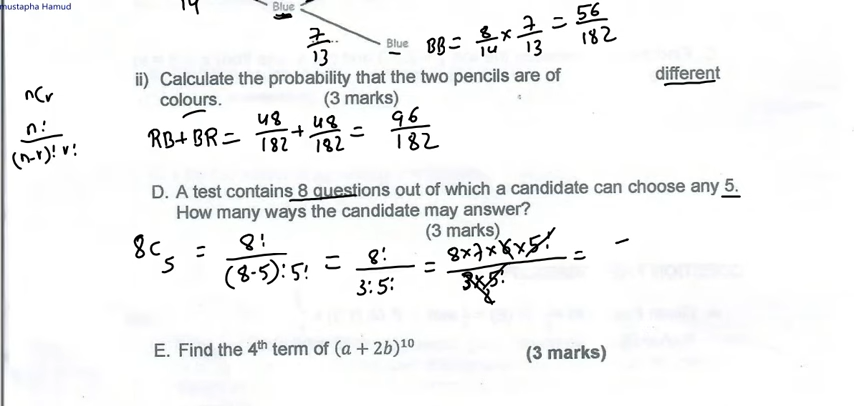 mustapha Hamud
14
Blue
7/13
Blue BB = 8/14 × 7/13 = 56/182
ii) Calculate the probability that the two pencils are of different
colours. (3 marks)
nCr
n!/(n-r)! r!
RB+BR = 48/182 + 48/182 = 96/182
D. A test contains 8 questions out of which a candidate can choose any 5.
How many ways the candidate may answer?
(3 marks)
8C5 = 8!/(8-5)! 5! = 8!/3! 5! = 8×7×6×5!/3×5! =
E. Find the 4th term of (a + 2b)^10 (3 marks)